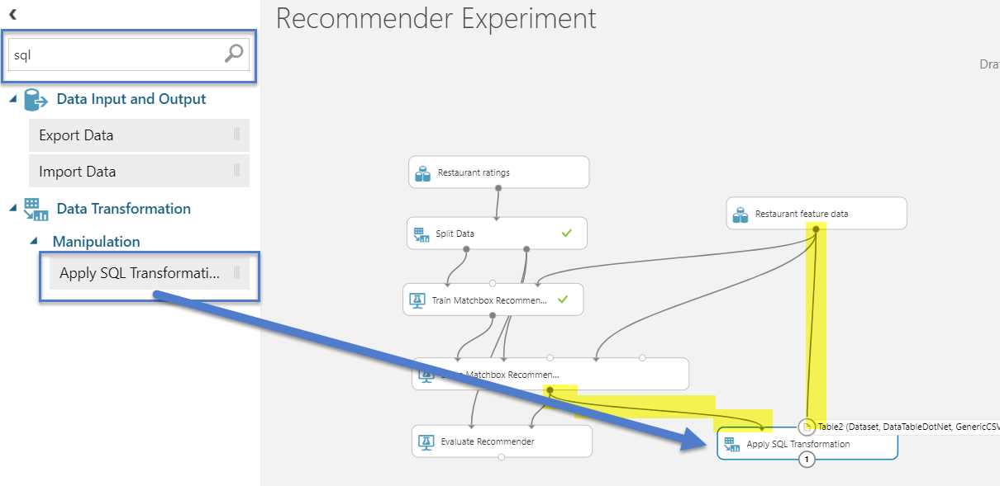 Recommender Experiment
sql
Dra
Data Input and Output
Export Data
Import Data
Data Transformation
Manipulation
Apply SQL Transformati...
Restaurant ratings
Restaurant feature data
Split Data
Train Matchbox Recommen...
Matchbox Recommen...
Table2 (Dataset, DataTableDotNet, GenericCSV
Evaluate Recommender
Apply SQL Transformation
1